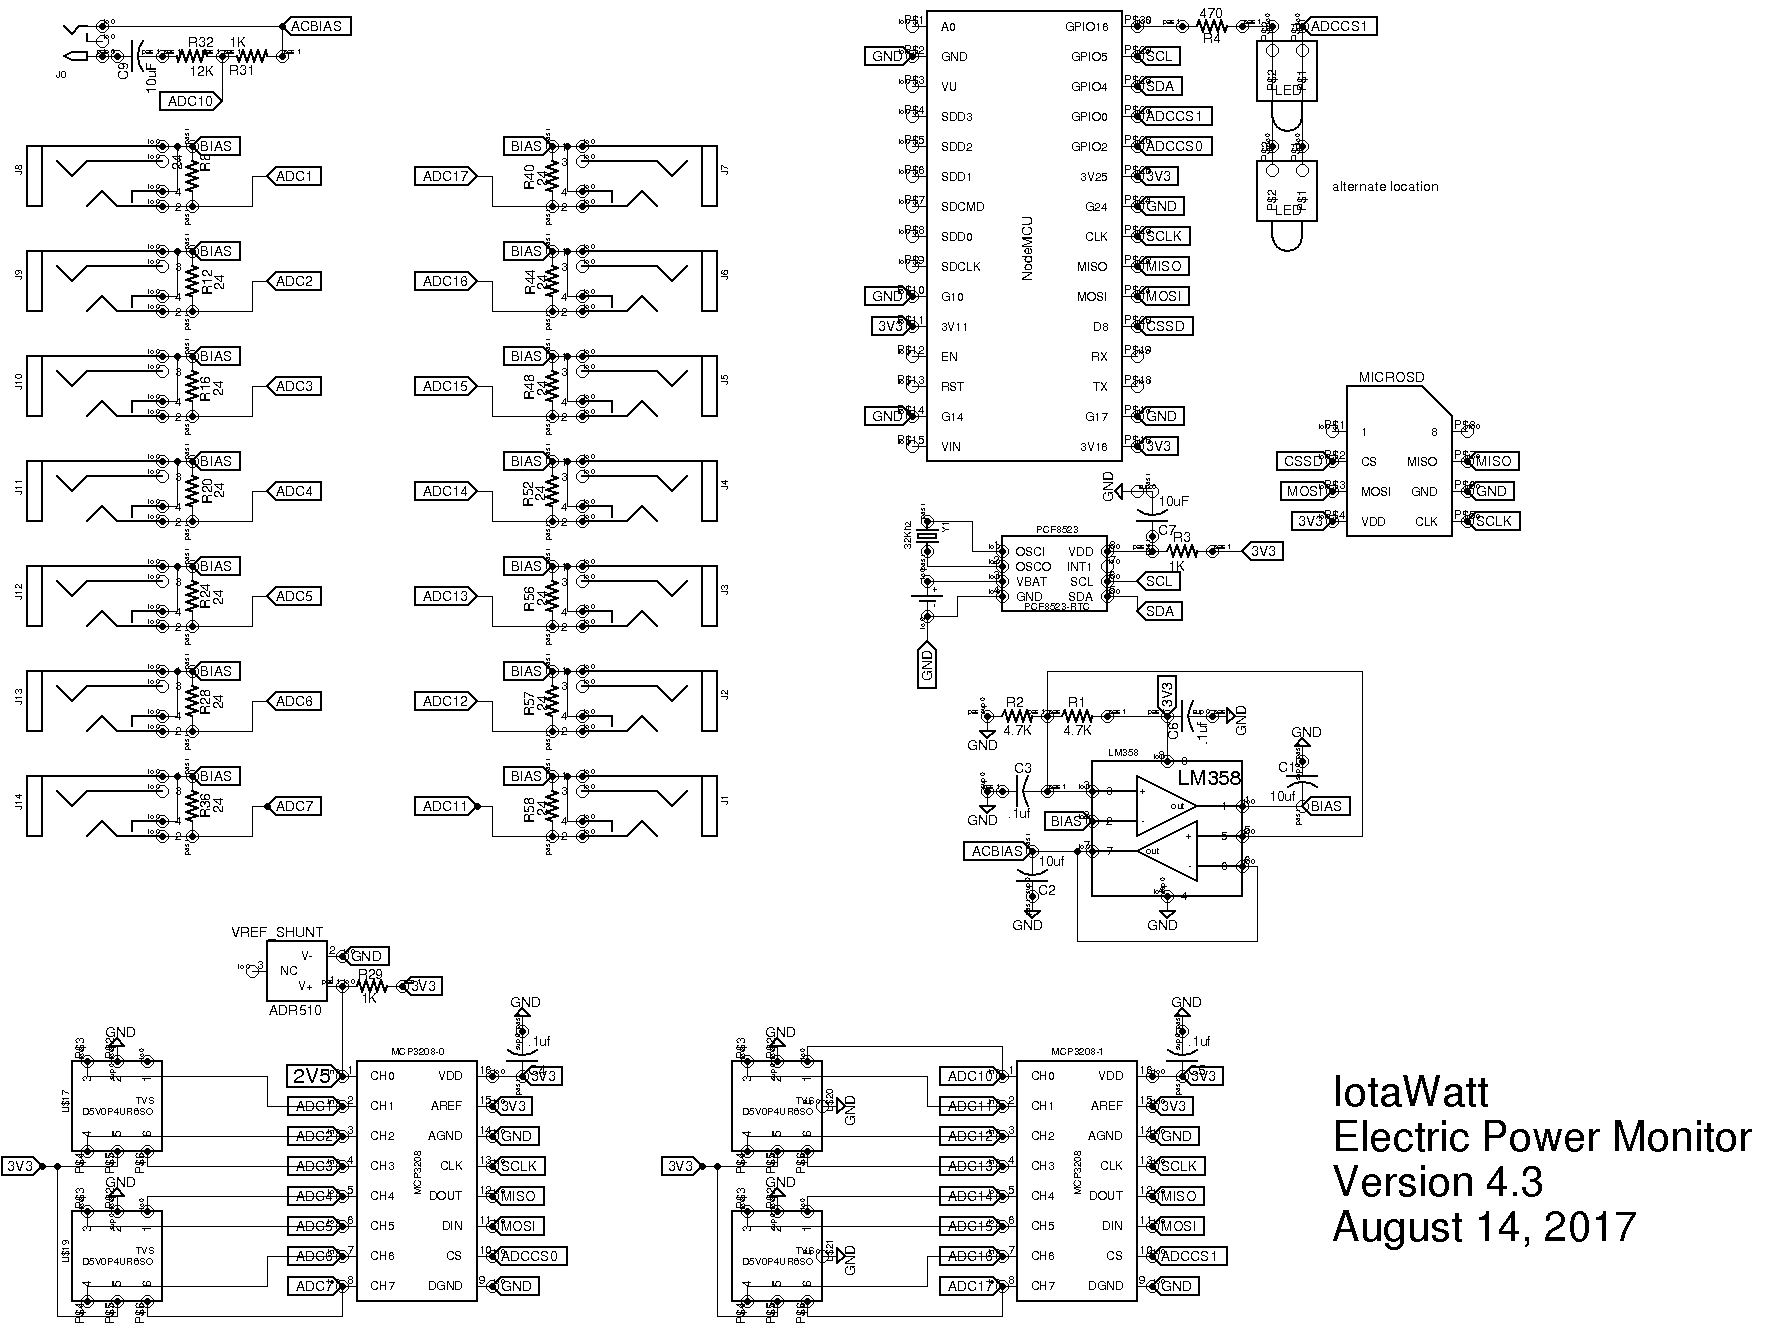 ACBIAS
R32 1K
J0 C9 10uF 12K R31
ADC10
J8 24 R8 BIAS ADC1
ADC17 BIAS R40 24 J7
J9 R12 24 BIAS ADC2
ADC16 BIAS R44 24 J6
J10 R16 24 BIAS ADC3
ADC15 BIAS R48 24 J5
J11 R20 24 BIAS ADC4
ADC14 BIAS R52 24 J4
J12 R24 24 BIAS ADC5
ADC13 BIAS R56 24 J3
J13 R28 24 BIAS ADC6
ADC12 BIAS R57 24 J2
J14 R36 24 BIAS ADC7
ADC11 BIAS R58 24 J1
NodeMCU
A0 GPIO16 470 R4 ADCCS1
GND GND GPIO5 SCL
VU GPIO4 SDA
SDD3 GPIO0 ADCCS1
SDD2 GPIO2 ADCCS0
SDD1 3V25 3V3
SDCMD G24 GND
SDD0 CLK SCLK
SDCLK MISO MISO
GND G10 MOSI MOSI
3V3 3V11 D8 CSSD
EN RX
RST TX
GND G14 G17 GND
VIN 3V16 3V3
P$2 P$1
LED
P$2 P$1
LED
alternate location
MICROSD
1 8
CSSD CS MISO MISO
MOSI MOSI GND GND
3V3 VDD CLK SCLK
GND 10uF C7
32Khz Y1
PCF8523
OSCI VDD R3 1K 3V3
OSCO INT1
VBAT SCL SCL
GND SDA SDA
PCF8523-RTC
GND
R2 R1 3V3
4.7K 4.7K C6 .1uf GND
GND
LM358
LM358
C3 .1uf GND
GND C1 10uf
BIAS
BIAS
ACBIAS 10uf C2
GND GND
out
out
VREF_SHUNT
V- 2 GND
3 NC
V+ 1 R29 1K 3V3
ADR510
GND .1uf
MCP3208-0
MCP3208
2V5 CH0 VDD 3V3
ADC1 CH1 AREF 3V3
ADC2 CH2 AGND GND
ADC3 CH3 CLK SCLK
ADC4 CH4 DOUT MISO
ADC5 CH5 DIN MOSI
ADC6 CH6 CS ADCCS0
ADC7 CH7 DGND GND
GND
U$17 TVS
D5V0P4UR6SO
3V3
GND
U$19 TVS
D5V0P4UR6SO
GND .1uf
MCP3208-1
MCP3208
ADC10 CH0 VDD 3V3
ADC11 CH1 AREF 3V3
ADC12 CH2 AGND GND
ADC13 CH3 CLK SCLK
ADC14 CH4 DOUT MISO
ADC15 CH5 DIN MOSI
ADC16 CH6 CS ADCCS1
ADC17 CH7 DGND GND
GND
TVS U$20 GND
D5V0P4UR6SO
3V3
GND
TVS U$21 GND
D5V0P4UR6SO
IotaWatt
Electric Power Monitor
Version 4.3
August 14, 2017